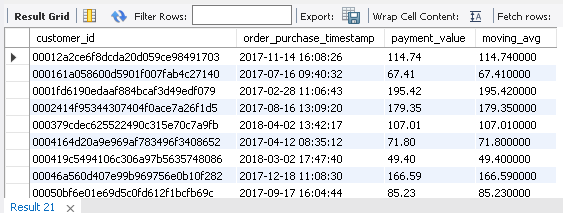 Result Grid Filter Rows: Export: Wrap Cell Content: Fetch rows:
customer_id order_purchase_timestamp payment_value moving_avg
00012a2ce6f8dcda20d059ce98491703 2017-11-14 16:08:26 114.74 114.740000
000161a058600d5901f007fab4c27140 2017-07-16 09:40:32 67.41 67.410000
0001fd6190edaaf884bcaf3d49edf079 2017-02-28 11:06:43 195.42 195.420000
0002414f95344307404f0ace7a26f1d5 2017-08-16 13:09:20 179.35 179.350000
000379cdec625522490c315e70c7a9fb 2018-04-02 13:42:17 107.01 107.010000
0004164d20a9e969af783496f3408652 2017-04-12 08:35:12 71.80 71.800000
000419c5494106c306a97b5635748086 2018-03-02 17:47:40 49.40 49.400000
00046a560d407e99b969756e0b10f282 2017-12-18 11:08:30 166.59 166.590000
00050bf6e01e69d5c0fd612f1bcfb69c 2017-09-17 16:04:44 85.23 85.230000
Result 21